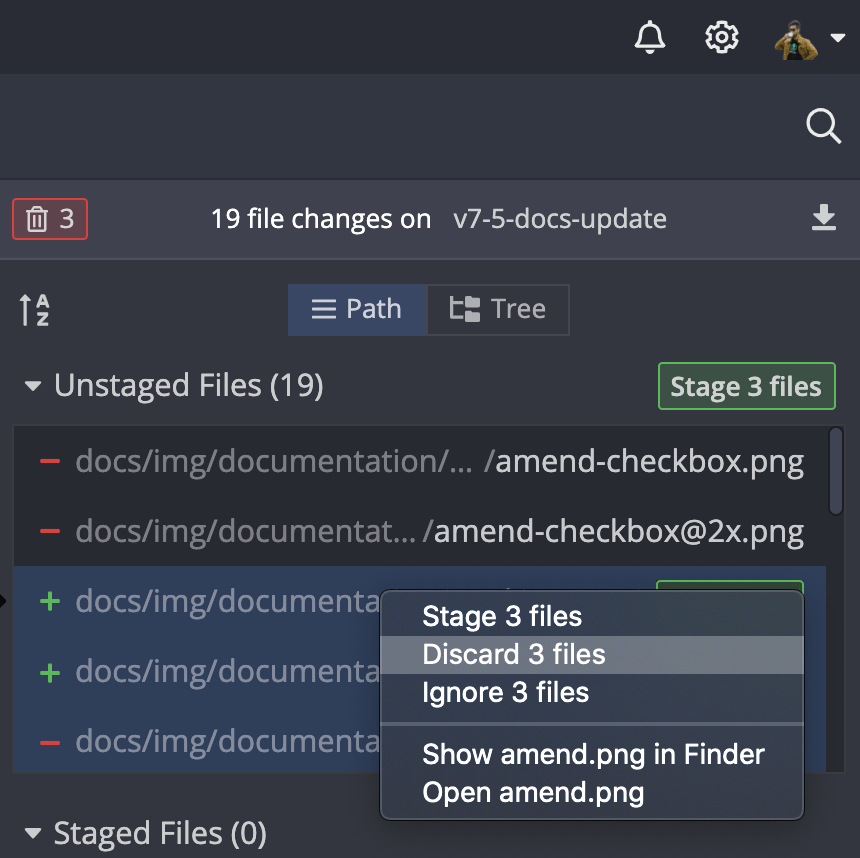 3 19 file changes on v7-5-docs-update
A
Z
Path Tree
Unstaged Files (19) Stage 3 files
docs/img/documentation/... /amend-checkbox.png
docs/img/documentat... /amend-checkbox@2x.png
docs/img/documenta
docs/img/documenta
docs/img/documenta
Stage 3 files
Discard 3 files
Ignore 3 files
Show amend.png in Finder
Open amend.png
Staged Files (0)